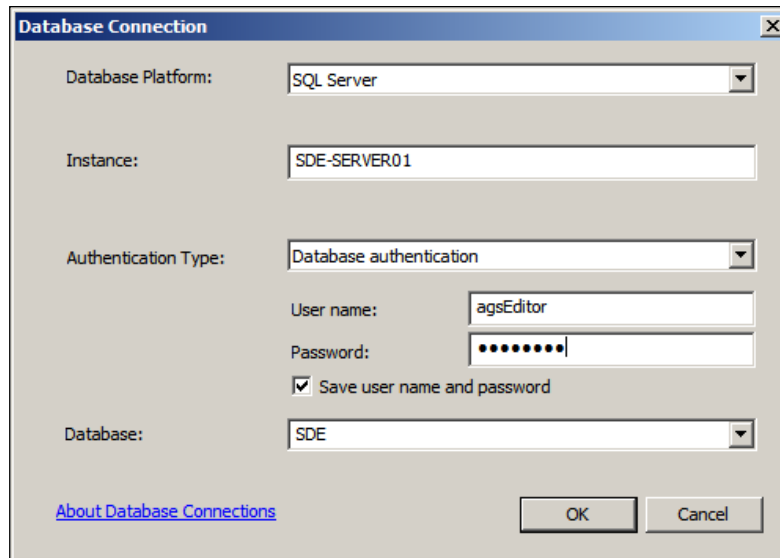 Database Connection
Database Platform: SQL Server
Instance: SDE-SERVER01
Authentication Type: Database authentication
User name: agsEditor
Password: ●●●●●●●●
Save user name and password
Database: SDE
About Database Connections OK Cancel